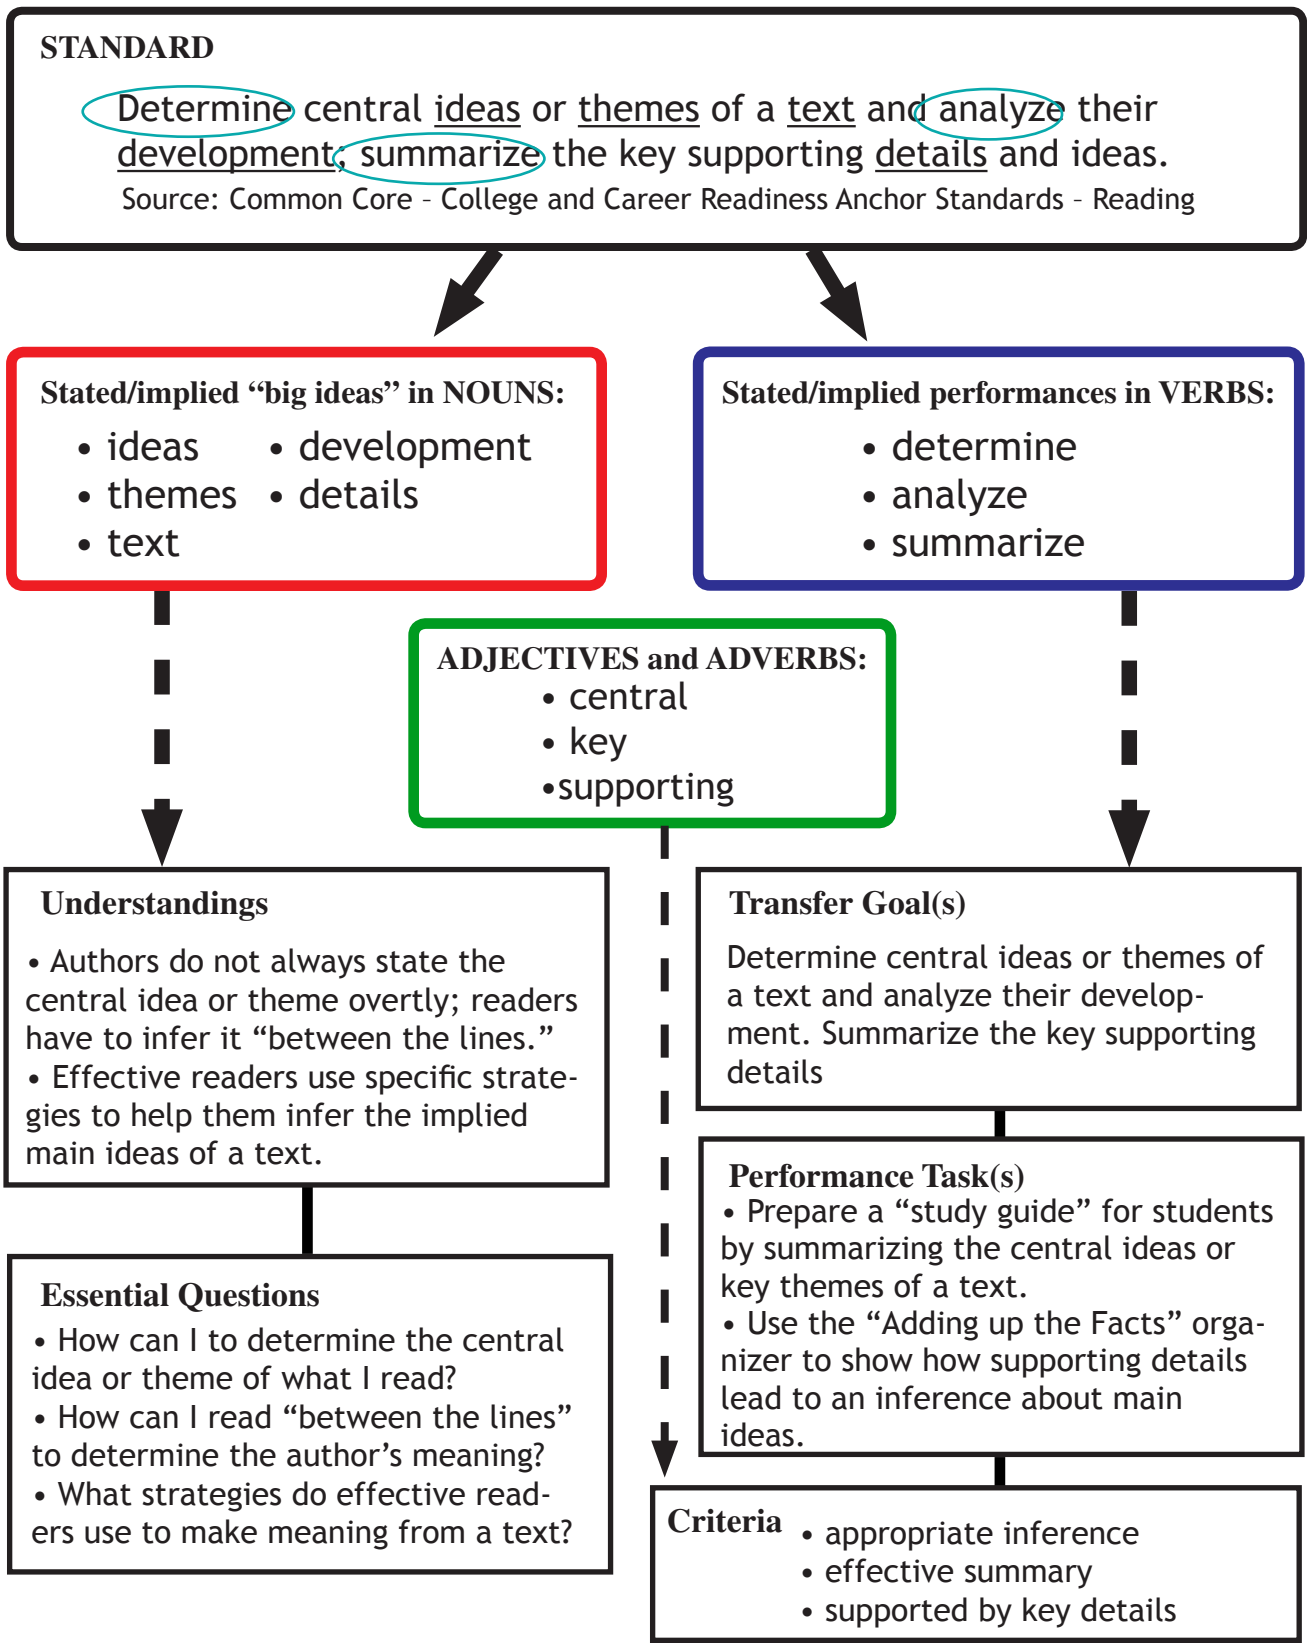 STANDARD
Determine central ideas or themes of a text and analyze their
development; summarize the key supporting details and ideas.
Source: Common Core – College and Career Readiness Anchor Standards – Reading
Stated/implied “big ideas” in NOUNS:
• ideas • development
• themes • details
• text
Stated/implied performances in VERBS:
• determine
• analyze
• summarize
ADJECTIVES and ADVERBS:
• central
• key
•supporting
Understandings
• Authors do not always state the
central idea or theme overtly; readers
have to infer it “between the lines.”
• Effective readers use specific strate-
gies to help them infer the implied
main ideas of a text.
Essential Questions
• How can I to determine the central
idea or theme of what I read?
• How can I read “between the lines”
to determine the author’s meaning?
• What strategies do effective read-
ers use to make meaning from a text?
Transfer Goal(s)
Determine central ideas or themes of
a text and analyze their develop-
ment. Summarize the key supporting
details
Performance Task(s)
• Prepare a “study guide” for students
by summarizing the central ideas or
key themes of a text.
• Use the “Adding up the Facts” orga-
nizer to show how supporting details
lead to an inference about main
ideas.
Criteria • appropriate inference
• effective summary
• supported by key details